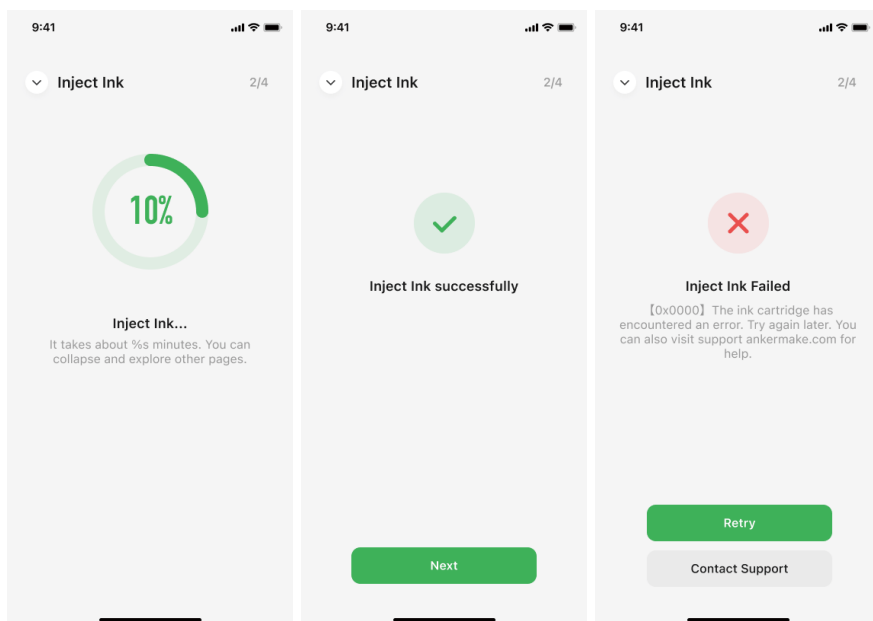 9:41
Inject Ink
2/4
10%
Inject Ink...
It takes about %s minutes. You can
collapse and explore other pages.
9:41
Inject Ink
2/4
Inject Ink successfully
Next
9:41
Inject Ink
2/4
Inject Ink Failed
【0x0000】The ink cartridge has
encountered an error. Try again later. You
can also visit support ankermake.com for
help.
Retry
Contact Support